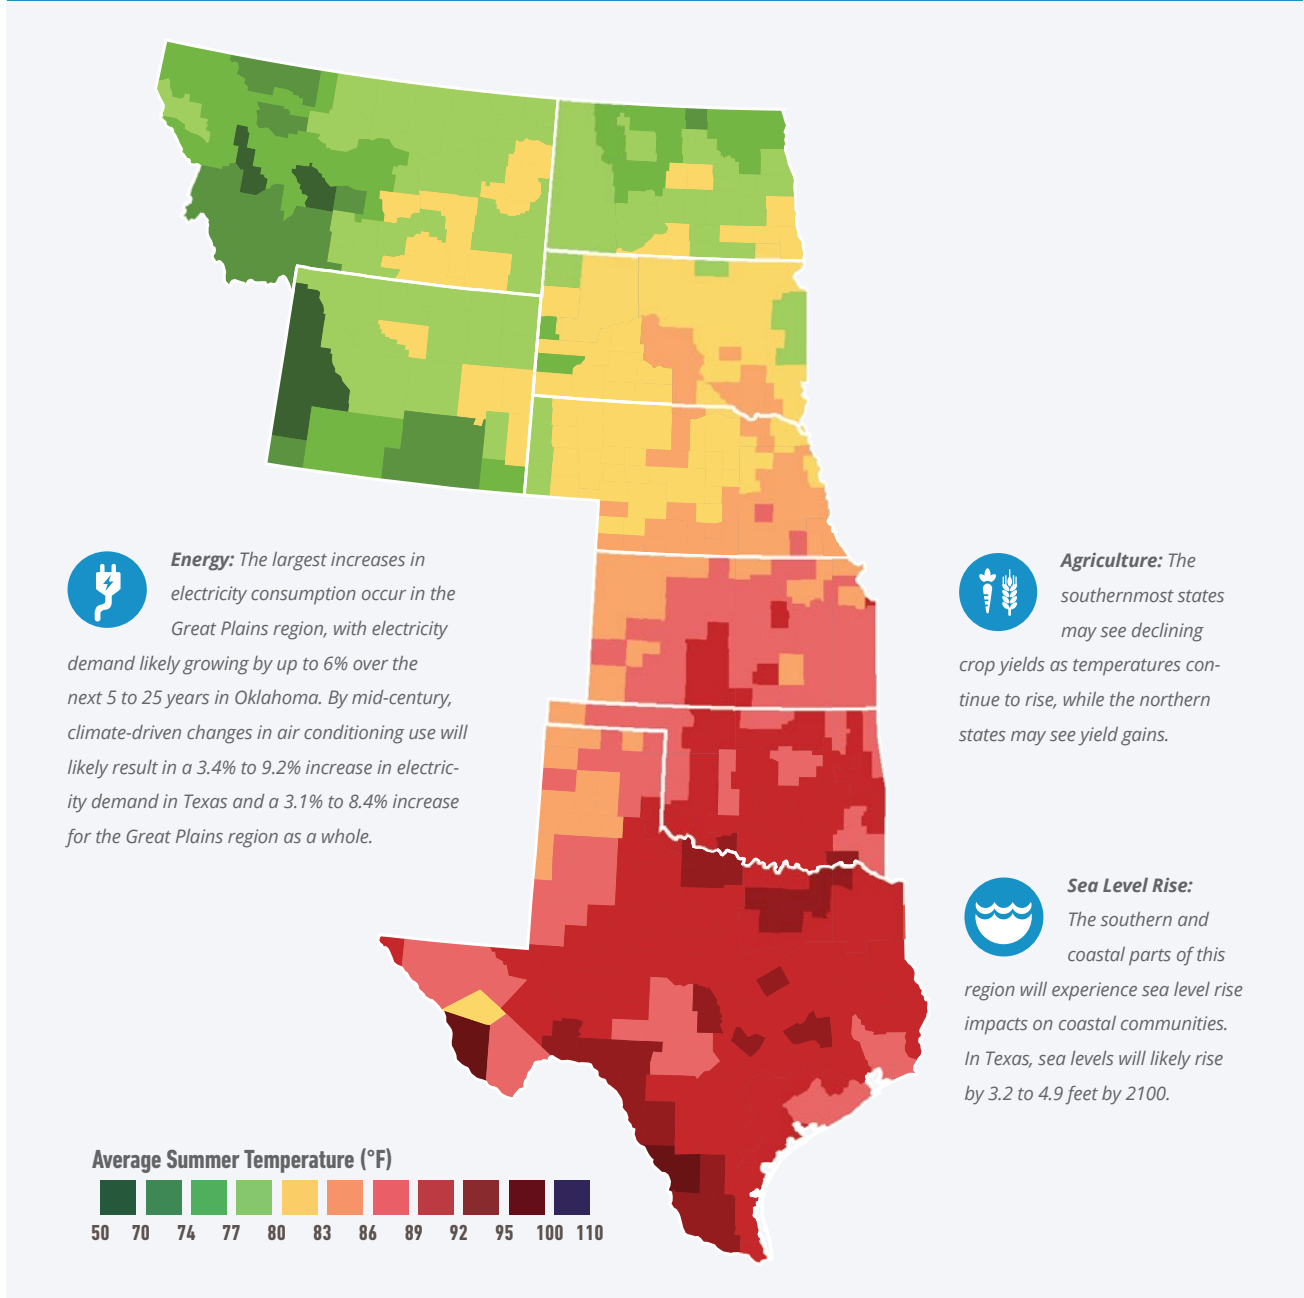 Energy: The largest increases in
electricity consumption occur in the
Great Plains region, with electricity
demand likely growing by up to 6% over the
next 5 to 25 years in Oklahoma. By mid-century,
climate-driven changes in air conditioning use will
likely result in a 3.4% to 9.2% increase in electric-
ity demand in Texas and a 3.1% to 8.4% increase
for the Great Plains region as a whole.
Agriculture: The
southernmost states
may see declining
crop yields as temperatures con-
tinue to rise, while the northern
states may see yield gains.
Sea Level Rise:
The southern and
coastal parts of this
region will experience sea level rise
impacts on coastal communities.
In Texas, sea levels will likely rise
by 3.2 to 4.9 feet by 2100.
Average Summer Temperature (°F)
50 70 74 77 80 83 86 89 92 95 100 110